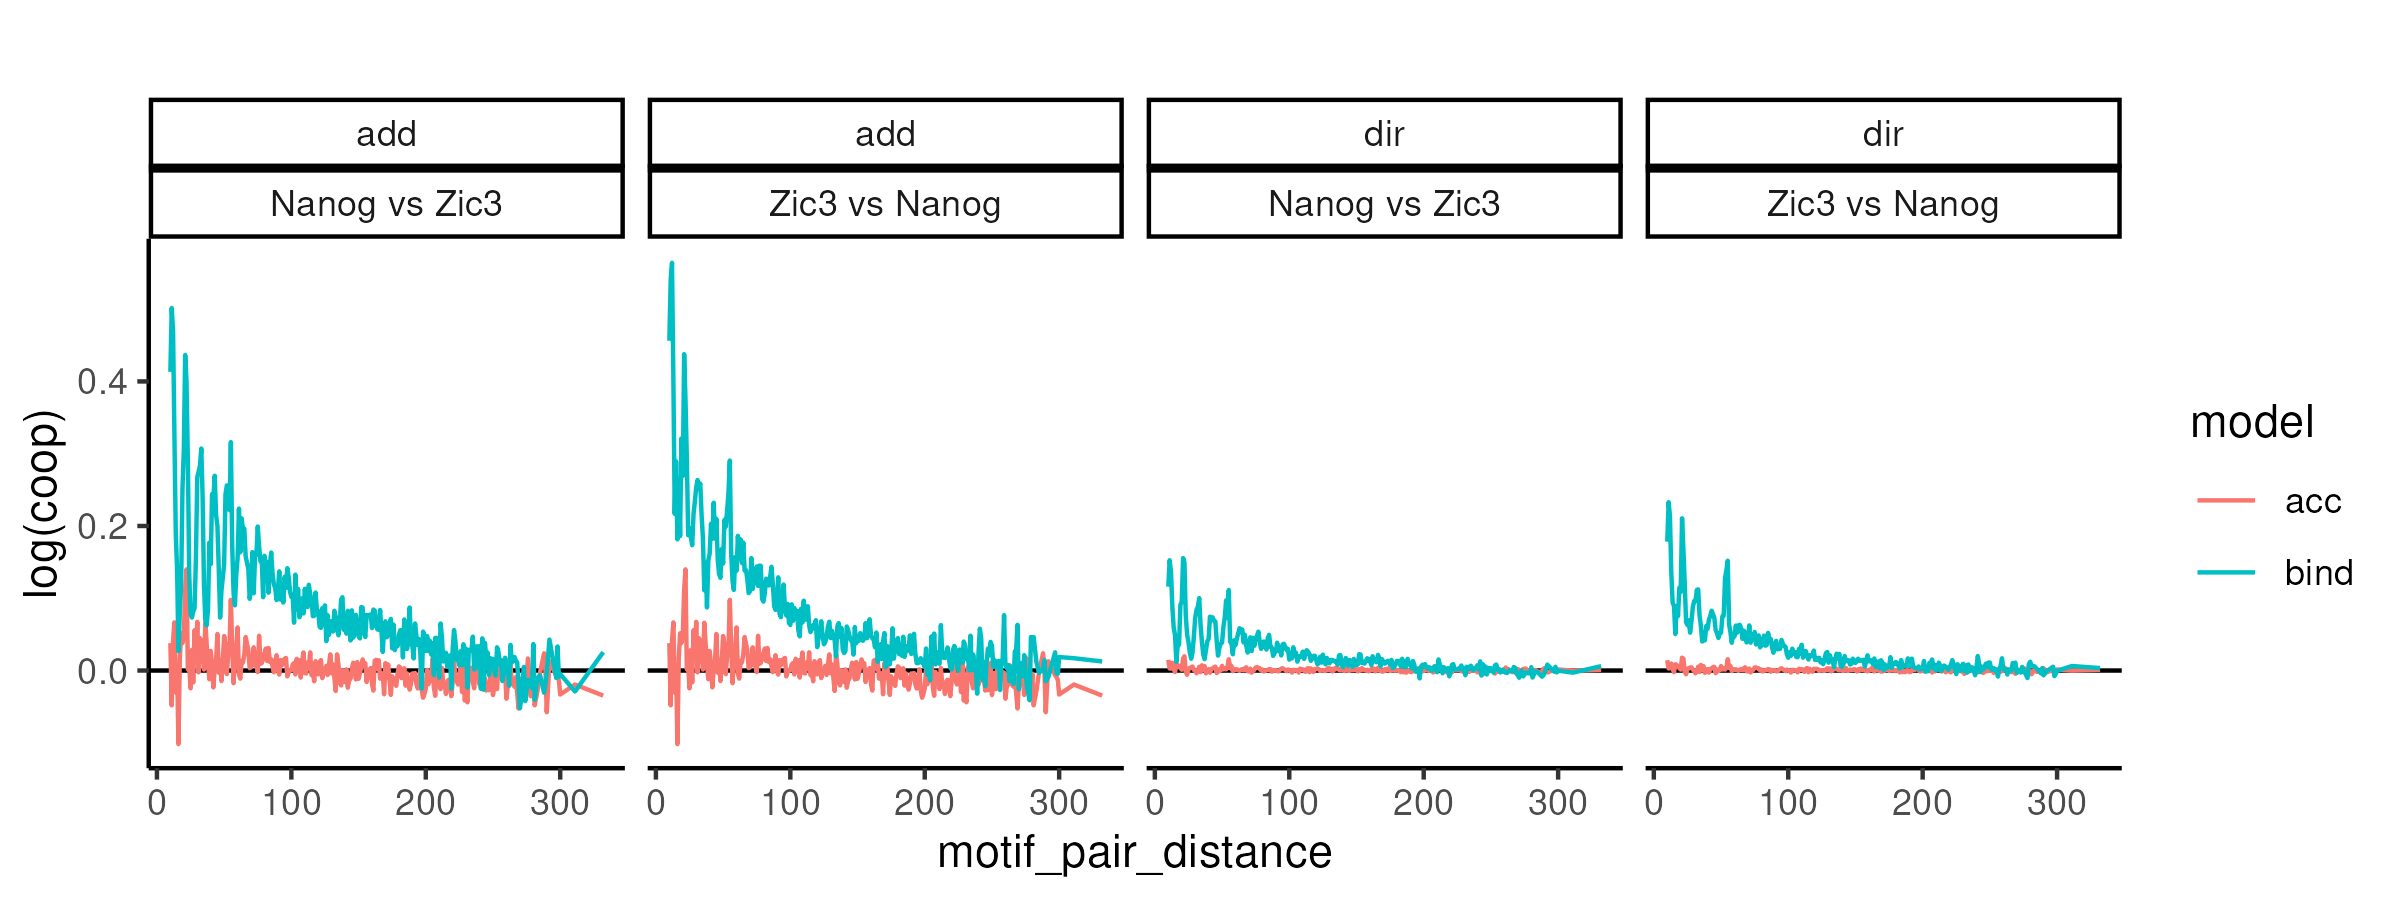 add add dir dir
Nanog vs Zic3 Zic3 vs Nanog Nanog vs Zic3 Zic3 vs Nanog
log(coop)
0.4
0.2
0.0
0 100 200 300 0 100 200 300 0 100 200 300 0 100 200 300
motif_pair_distance
model
acc
bind